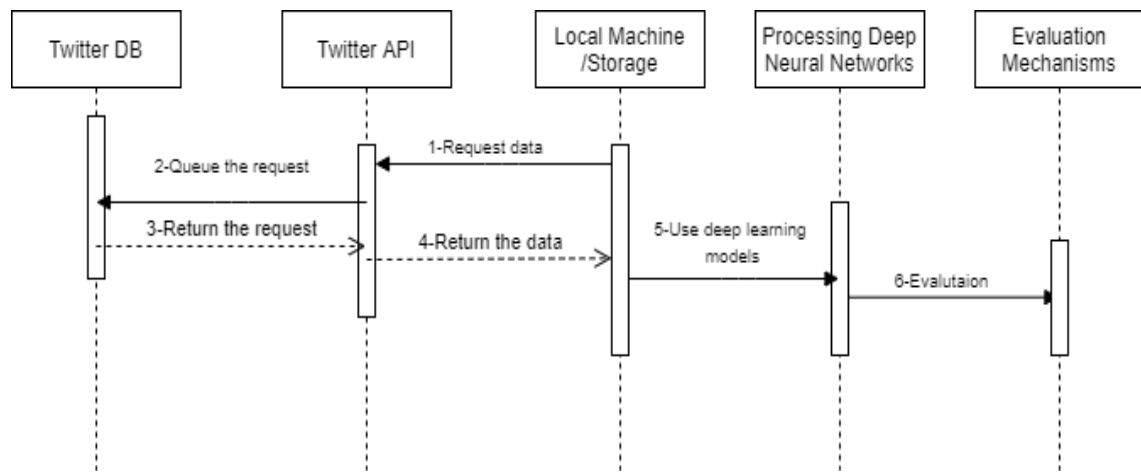 Twitter DB
Twitter API
Local Machine
/Storage
Processing Deep
Neural Networks
Evaluation
Mechanisms
1-Request data
2-Queue the request
3-Return the request
4-Return the data
5-Use deep learning
models
6-Evalutaion